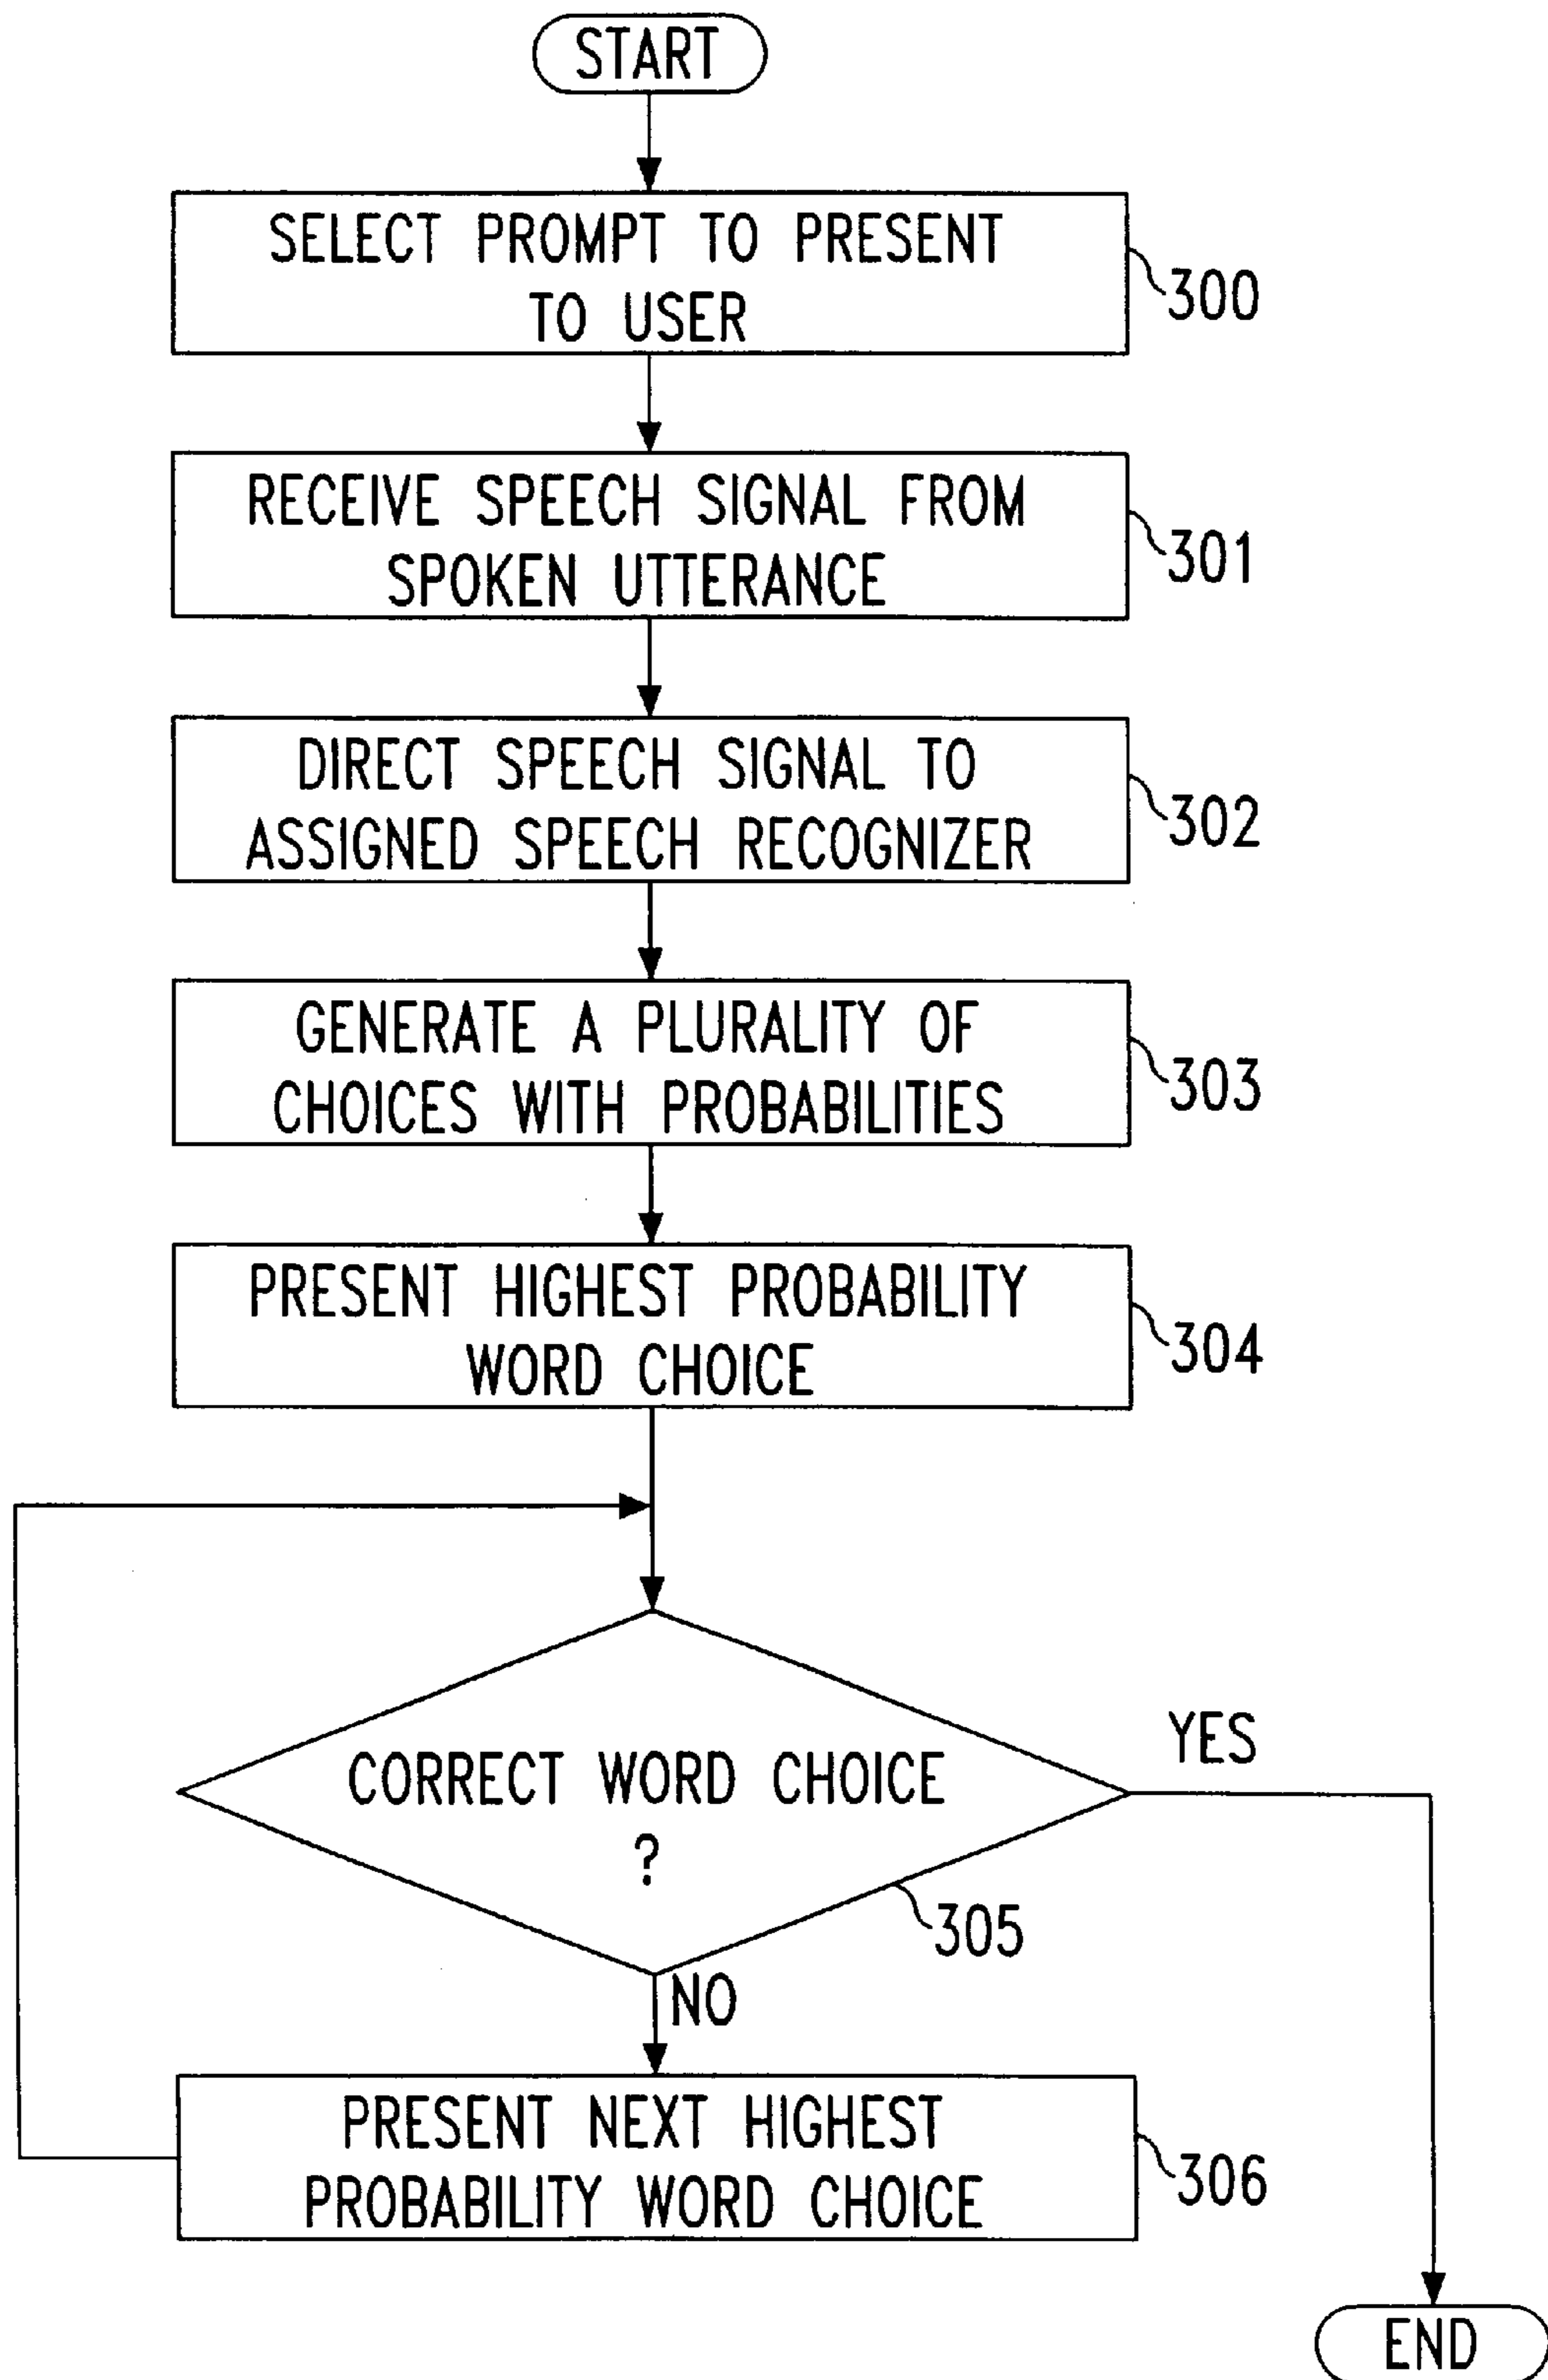 START
SELECT PROMPT TO PRESENT
TO USER
300
RECEIVE SPEECH SIGNAL FROM
SPOKEN UTTERANCE
301
DIRECT SPEECH SIGNAL TO
ASSIGNED SPEECH RECOGNIZER
302
GENERATE A PLURALITY OF
CHOICES WITH PROBABILITIES
303
PRESENT HIGHEST PROBABILITY
WORD CHOICE
304
CORRECT WORD CHOICE
?
YES
305
NO
PRESENT NEXT HIGHEST
PROBABILITY WORD CHOICE
306
END